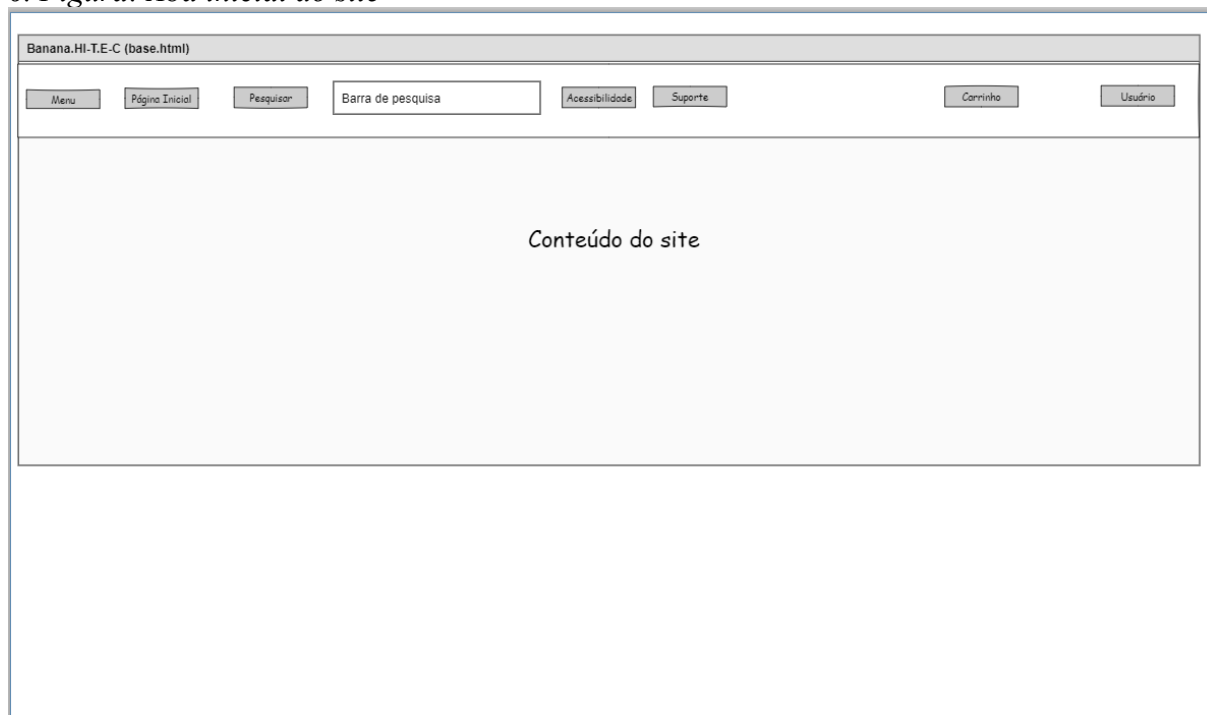 Banana.HI-T.E-C (base.html)
Menu Página Inicial Pesquisar Barra de pesquisa Acessibilidade Suporte Carrinho Usuário
Conteúdo do site